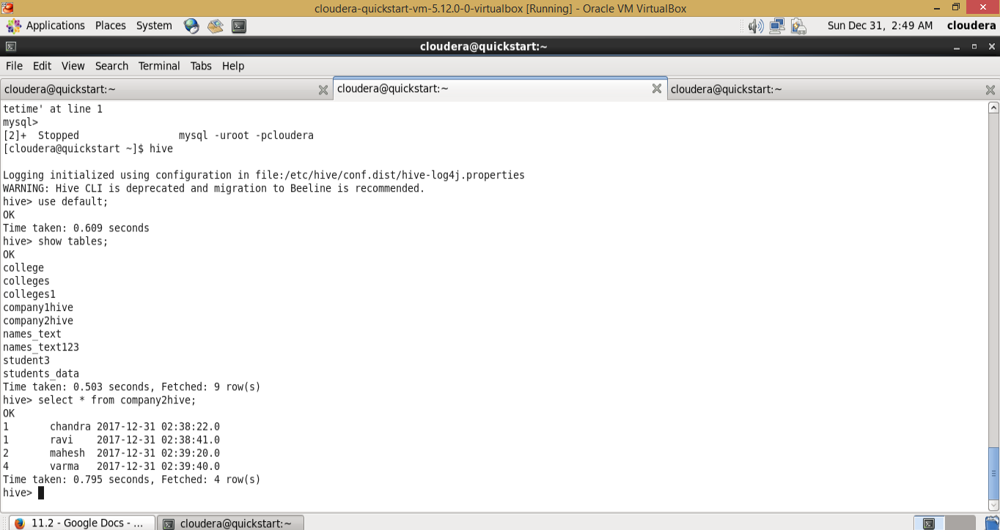 cloudera-quickstart-vm-5.12.0-0-virtualbox [Running] - Oracle VM VirtualBox
Applications Places System Sun Dec 31, 2:49 AM cloudera
cloudera@quickstart:~
File Edit View Search Terminal Tabs Help
cloudera@quickstart:~ cloudera@quickstart:~ cloudera@quickstart:~
tetime' at line 1
mysql>
[2]+  Stopped                 mysql -uroot -pcloudera
[cloudera@quickstart ~]$ hive
Logging initialized using configuration in file:/etc/hive/conf.dist/hive-log4j.properties
WARNING: Hive CLI is deprecated and migration to Beeline is recommended.
hive> use default;
OK
Time taken: 0.609 seconds
hive> show tables;
OK
college
colleges
colleges1
company1hive
company2hive
names_text
names_text123
student3
students_data
Time taken: 0.503 seconds, Fetched: 9 row(s)
hive> select * from company2hive;
OK
1       chandra 2017-12-31 02:38:22.0
1       ravi    2017-12-31 02:38:41.0
2       mahesh  2017-12-31 02:39:20.0
4       varma   2017-12-31 02:39:40.0
Time taken: 0.795 seconds, Fetched: 4 row(s)
hive>
11.2 - Google Docs - ... cloudera@quickstart:~